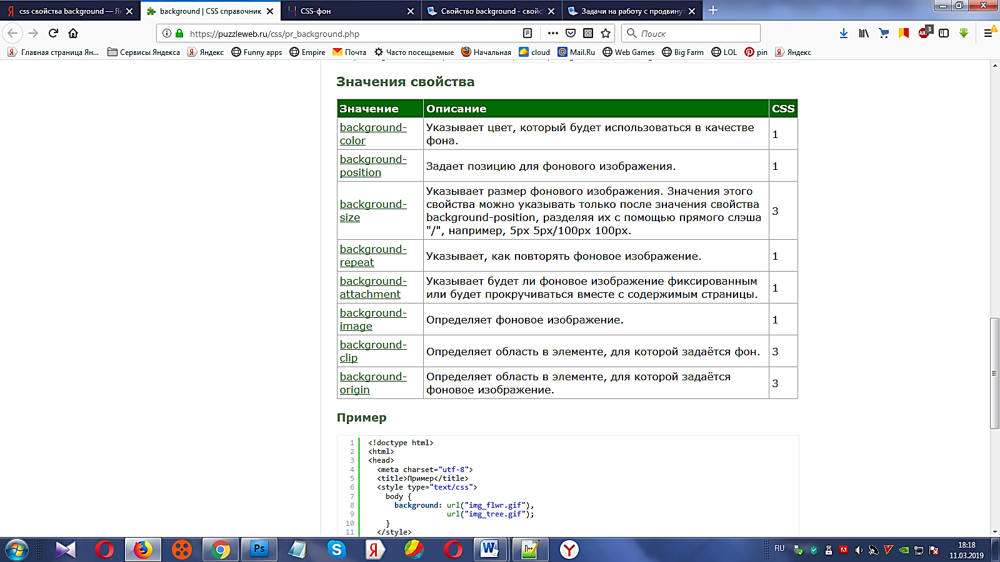 css свойства background — Ян
background | CSS справочник
CSS-фон
Свойство background - свойст
Задачи на работу с продвинут
https://puzzleweb.ru/css/pr_background.php
Поиск
3
Главная страница Ян...
Сервисы Яндекса
Яндекс
Funny apps
Empire
Почта
Часто посещаемые
Начальная
cloud
Mail.Ru
Web Games
Big Farm
LOL
pin
Яндекс
Значения свойства
Значение Описание CSS
background-
color
Указывает цвет, который будет использоваться в качестве
фона.
1
background-
position
Задает позицию для фонового изображения.
1
background-
size
Указывает размер фонового изображения. Значения этого
свойства можно указывать только после значения свойства
background-position, разделяя их с помощью прямого слэша
"/", например, 5px 5px/100px 100px.
3
background-
repeat
Указывает, как повторять фоновое изображение.
1
background-
attachment
Указывает будет ли фоновое изображение фиксированным
или будет прокручиваться вместе с содержимым страницы.
1
background-
image
Определяет фоновое изображение.
1
background-
clip
Определяет область в элементе, для которой задаётся фон.
3
background-
origin
Определяет область в элементе, для которой задаётся
фоновое изображение.
3
Пример
1 <!doctype html>
2 <html>
3 <head>
4 <meta charset="utf-8">
5 <title>Пример</title>
6 <style type="text/css">
7 body {
8 background: url("img_flwr.gif"),
9 url("img_tree.gif");
10 }
11 </style>
RU
18:18
11.03.2019